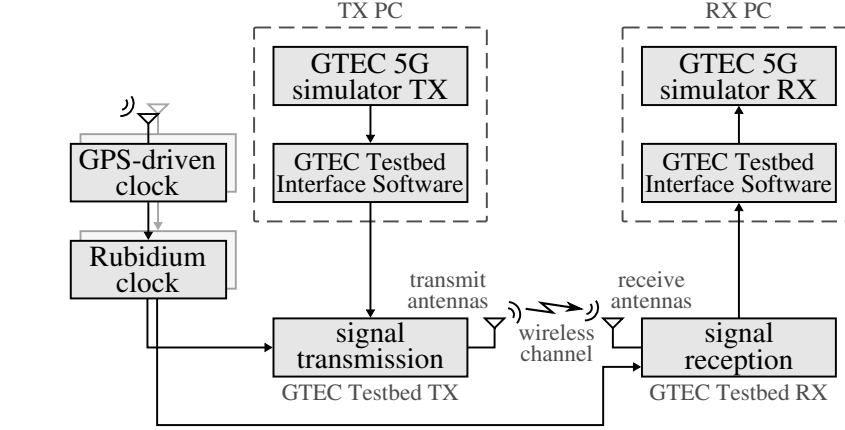 TX PC
RX PC
GTEC 5G
simulator TX
GTEC 5G
simulator RX
GPS-driven
clock
GTEC Testbed
Interface Software
GTEC Testbed
Interface Software
Rubidium
clock
transmit
antennas
receive
antennas
wireless
channel
signal
transmission
signal
reception
GTEC Testbed TX
GTEC Testbed RX